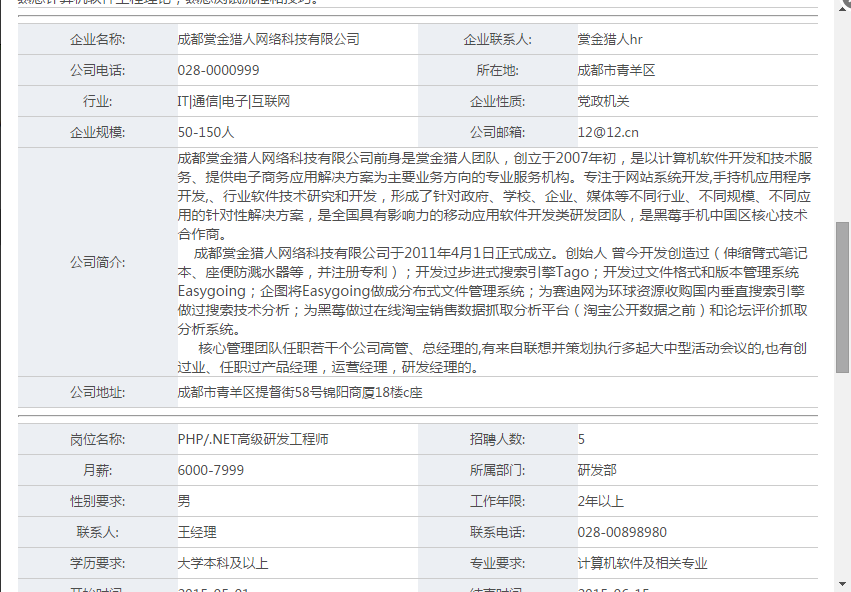 企业名称: 成都赏金猎人网络科技有限公司 企业联系人: 赏金猎人hr
公司电话: 028-0000999 所在地: 成都市青羊区
行业: IT|通信|电子|互联网 企业性质: 党政机关
企业规模: 50-150人 公司邮箱: 12@12.cn
公司简介:
成都赏金猎人网络科技有限公司前身是赏金猎人团队，创立于2007年初，是以计算机软件开发和技术服
务、提供电子商务应用解决方案为主要业务方向的专业服务机构。专注于网站系统开发,手持机应用程序
开发,、行业软件技术研究和开发，形成了针对政府、学校、企业、媒体等不同行业、不同规模、不同应
用的针对性解决方案，是全国具有影响力的移动应用软件开发类研发团队，是黑莓手机中国区核心技术
合作商。
成都赏金猎人网络科技有限公司于2011年4月1日正式成立。创始人 曾今开发创造过（伸缩臂式笔记
本、座便防溅水器等，并注册专利）；开发过步进式搜索引擎Tago；开发过文件格式和版本管理系统
Easygoing；企图将Easygoing做成分布式文件管理系统；为赛迪网为环球资源收购国内垂直搜索引擎
做过搜索技术分析；为黑莓做过在线淘宝销售数据抓取分析平台（淘宝公开数据之前）和论坛评价抓取
分析系统。
核心管理团队任职若干个公司高管、总经理的,有来自联想并策划执行多起大中型活动会议的,也有创
过业、任职过产品经理，运营经理，研发经理的。
公司地址: 成都市青羊区提督街58号锦阳商厦18楼c座
岗位名称: PHP/.NET高级研发工程师 招聘人数: 5
月薪: 6000-7999 所属部门: 研发部
性别要求: 男 工作年限: 2年以上
联系人: 王经理 联系电话: 028-00898980
学历要求: 大学本科及以上 专业要求: 计算机软件及相关专业